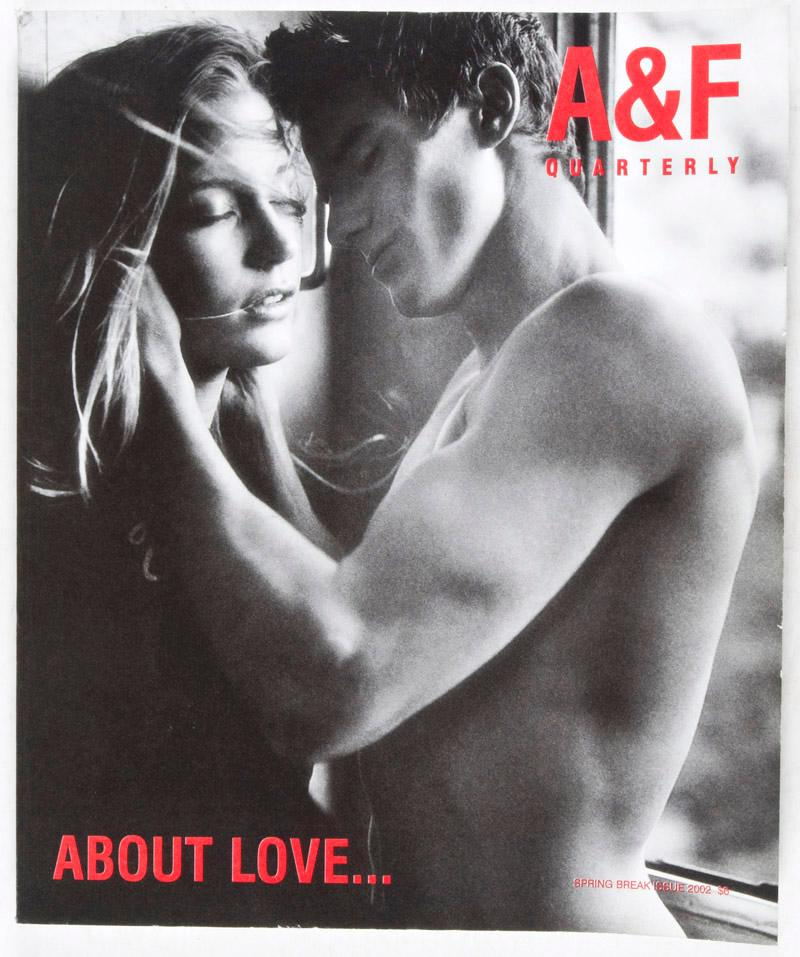 A&F
QUARTERLY
ABOUT LOVE...
SPRING BREAK ISSUE 2002 $6